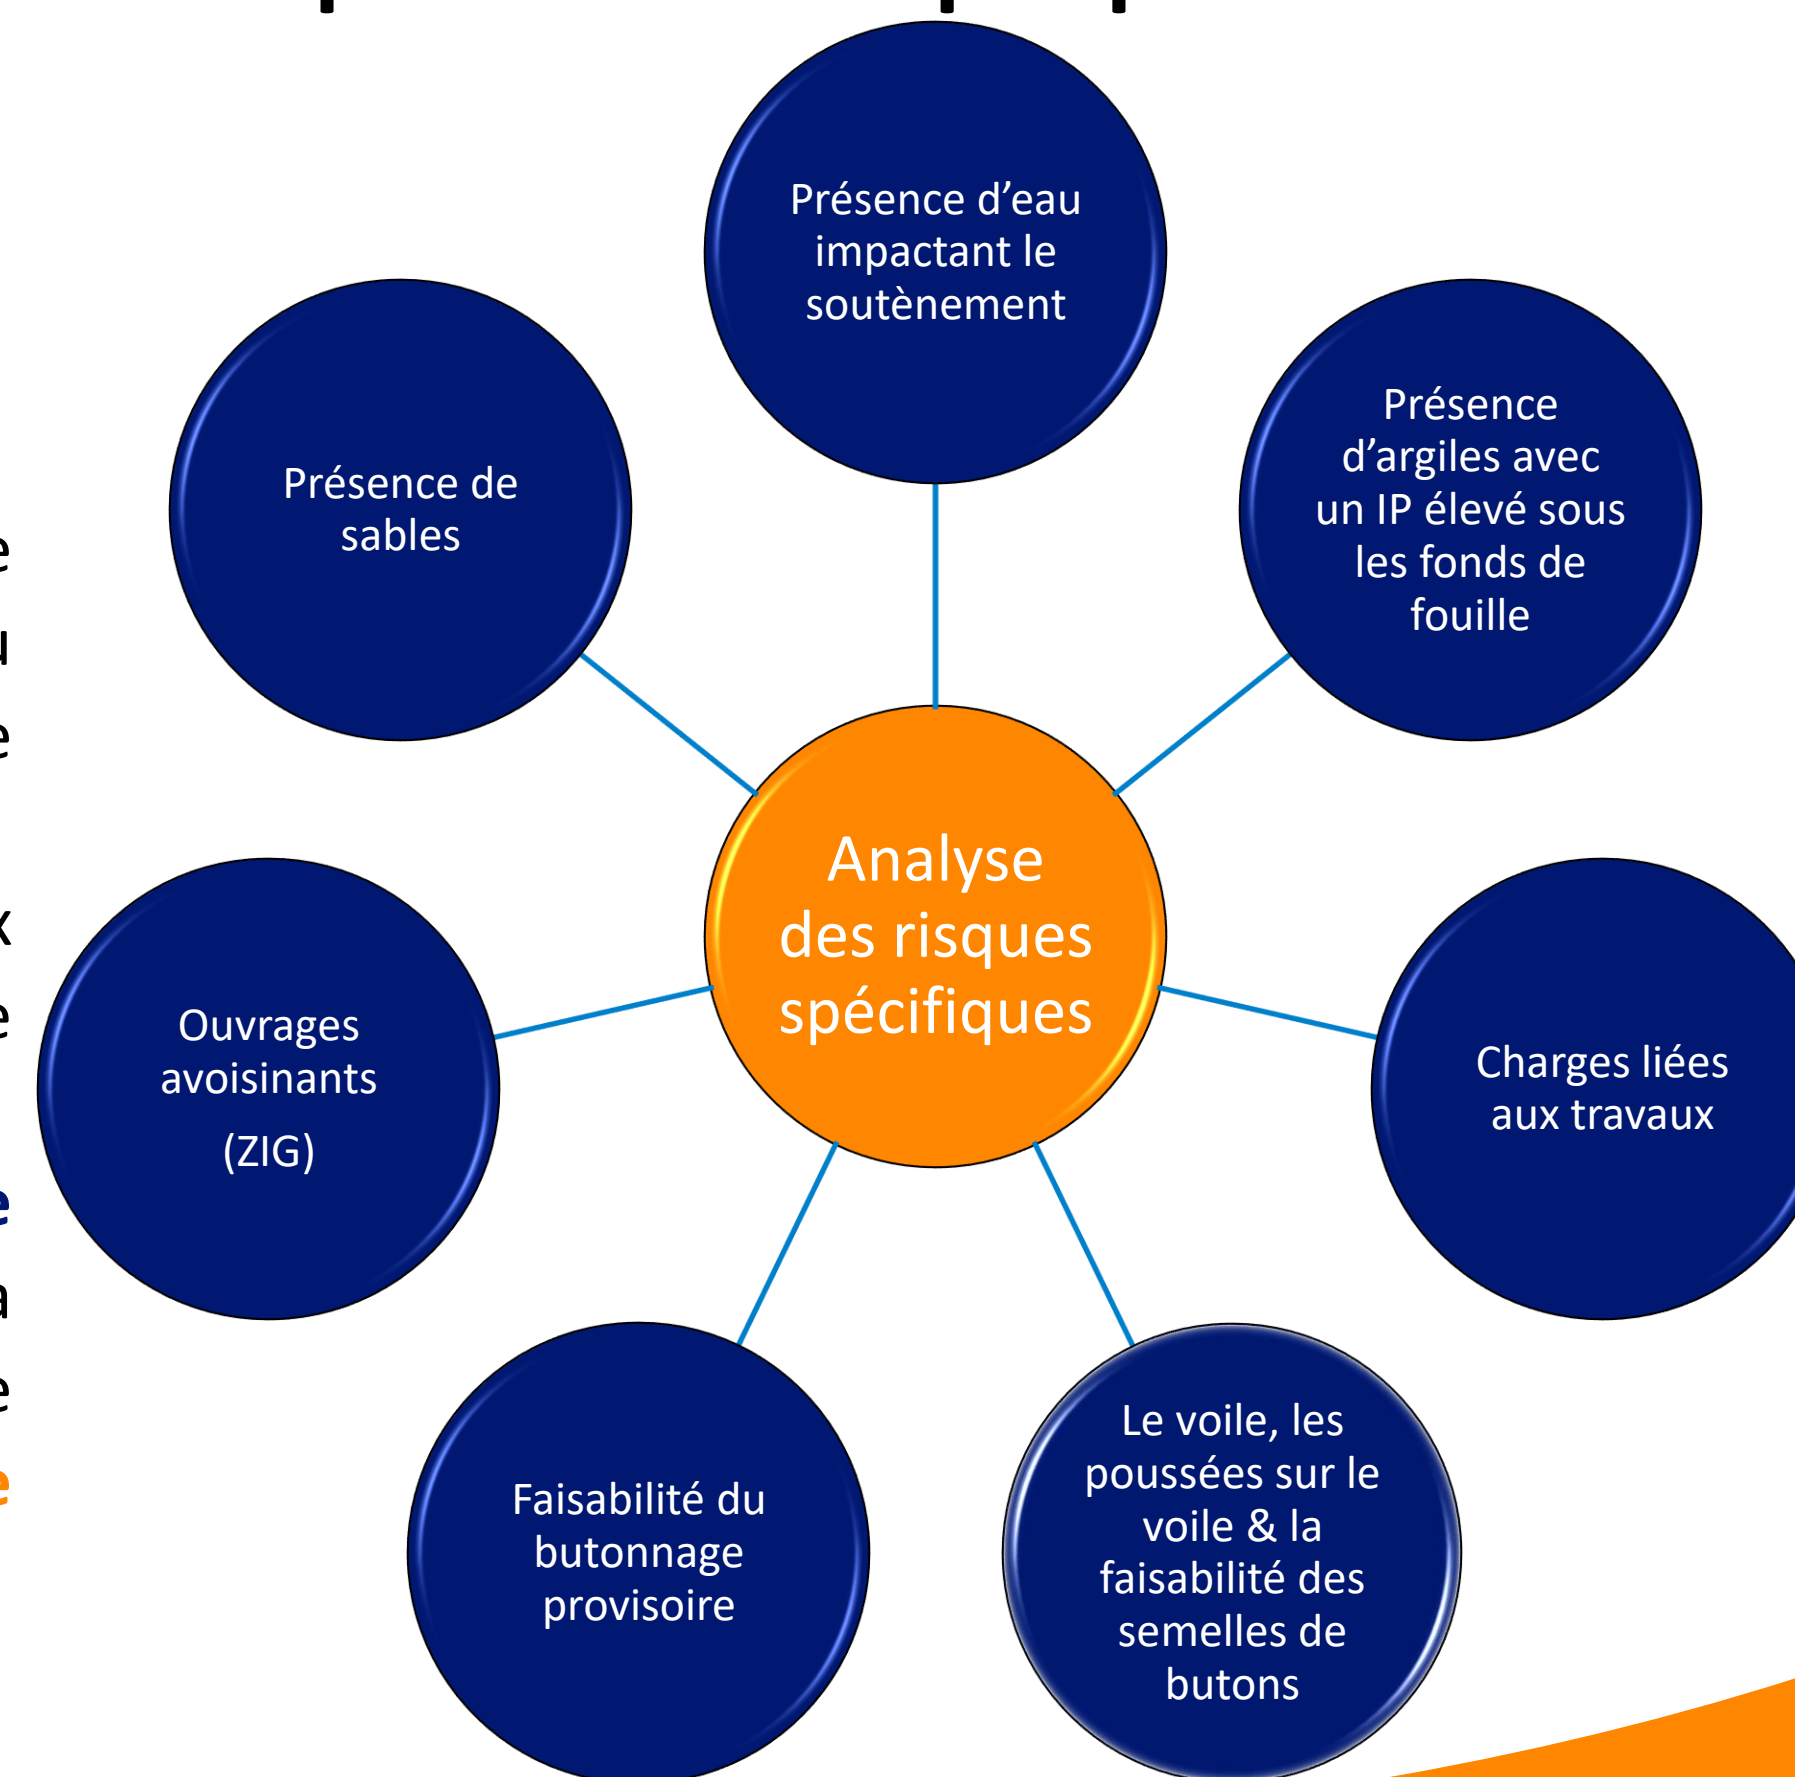 Présence d’eau
impactant le
soutènement
Présence
d’argiles avec
un IP élevé sous
les fonds de
fouille
Présence de
sables
Analyse
des risques
spécifiques
Ouvrages
avoisinants
(ZIG)
Charges liées
aux travaux
Faisabilité du
butonnage
provisoire
Le voile, les
poussées sur le
voile & la
faisabilité des
semelles de
butons